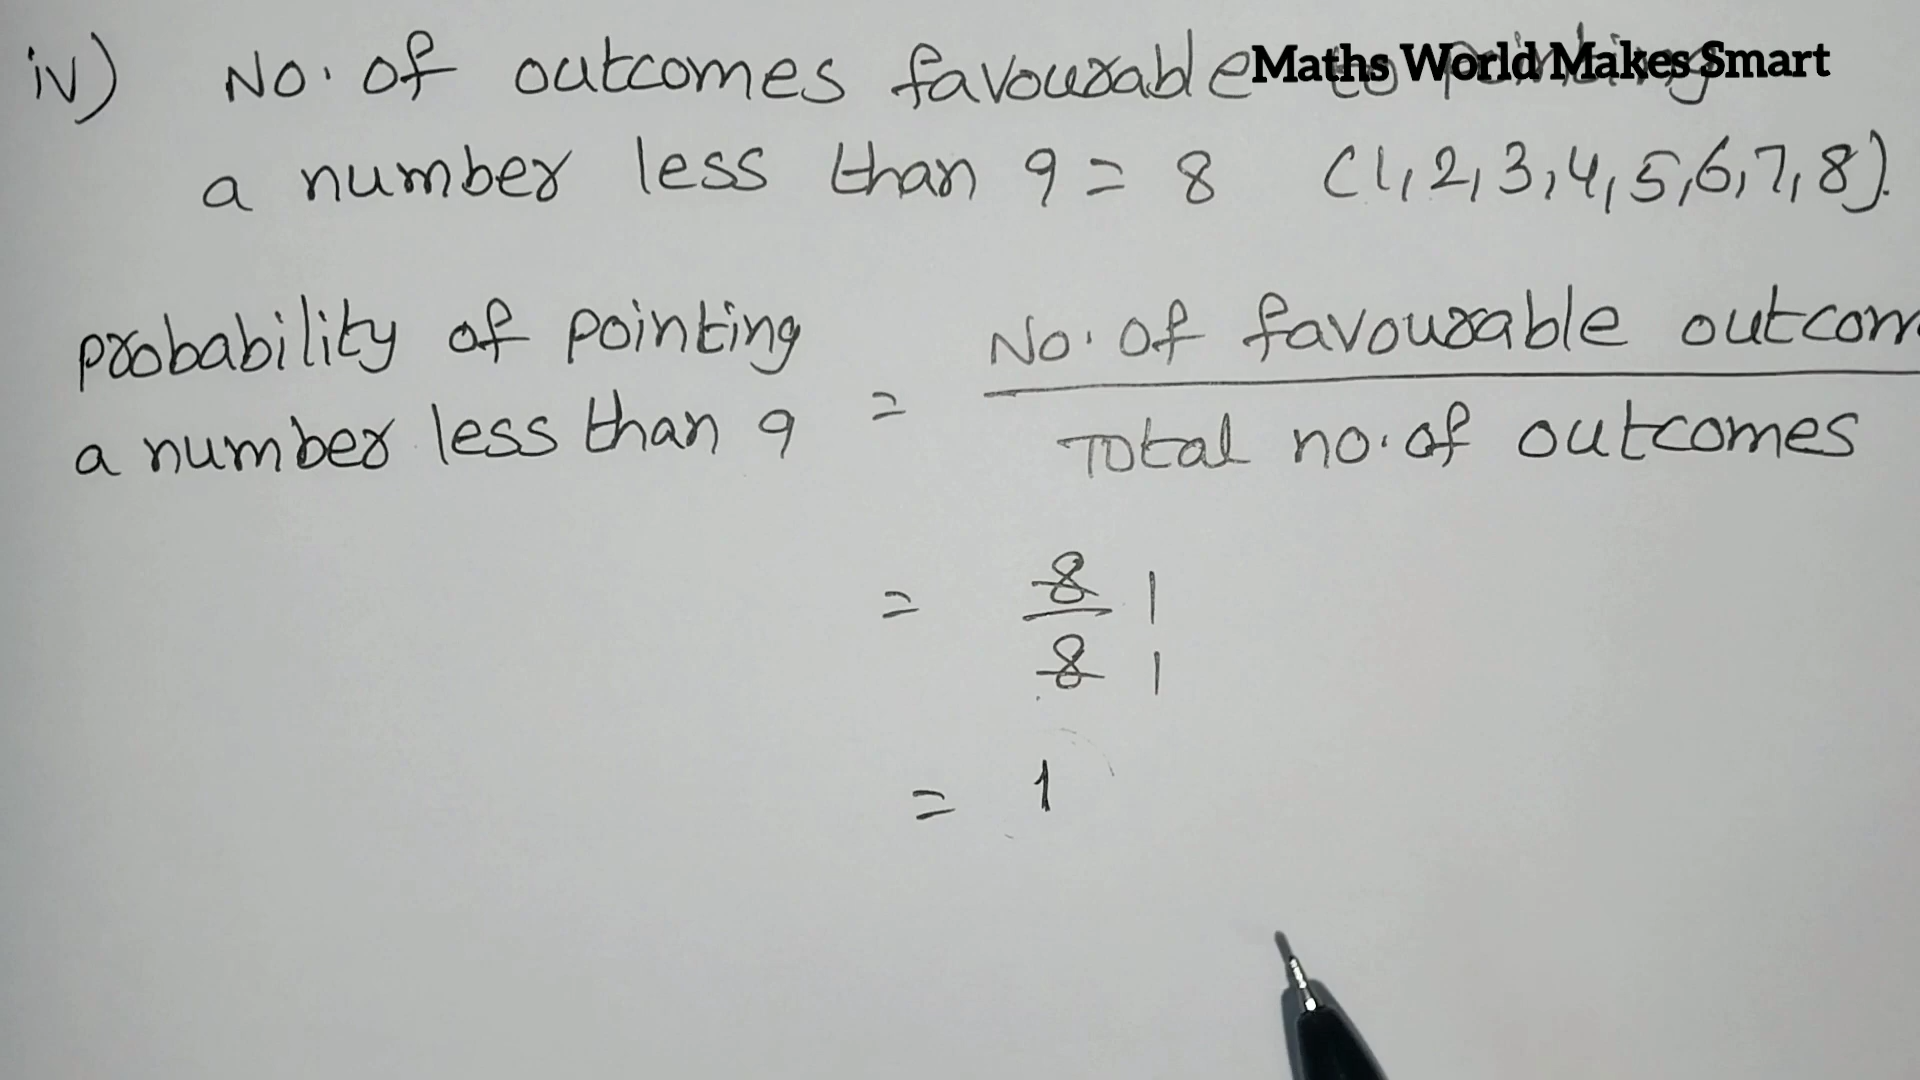 iv) No. of outcomes favourable to pointing
Maths World Makes Smart
a number less than 9 = 8 (1,2,3,4,5,6,7,8).
probability of pointing
a number less than 9
= No. of favourable outcom
Total no. of outcomes
= 8 1
8 1
= 1